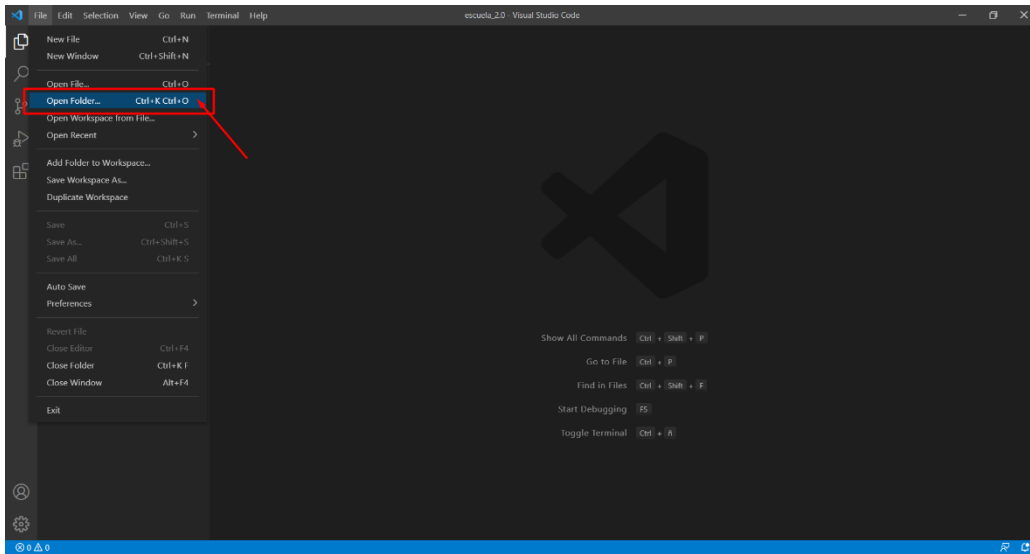 File Edit Selection View Go Run Terminal Help
escuela_2.0 - Visual Studio Code
New File Ctrl+N
New Window Ctrl+Shift+N
Open File... Ctrl+O
Open Folder... Ctrl+K Ctrl+O
Open Workspace from File...
Open Recent
Add Folder to Workspace...
Save Workspace As...
Duplicate Workspace
Save Ctrl+S
Save As... Ctrl+Shift+S
Save All Ctrl+K S
Auto Save
Preferences
Revert File
Close Editor Ctrl+F4
Close Folder Ctrl+K F
Close Window Alt+F4
Exit
Show All Commands Ctrl + Shift + P
Go to File Ctrl + P
Find in Files Ctrl + Shift + F
Start Debugging F5
Toggle Terminal Ctrl + Ñ
0 0